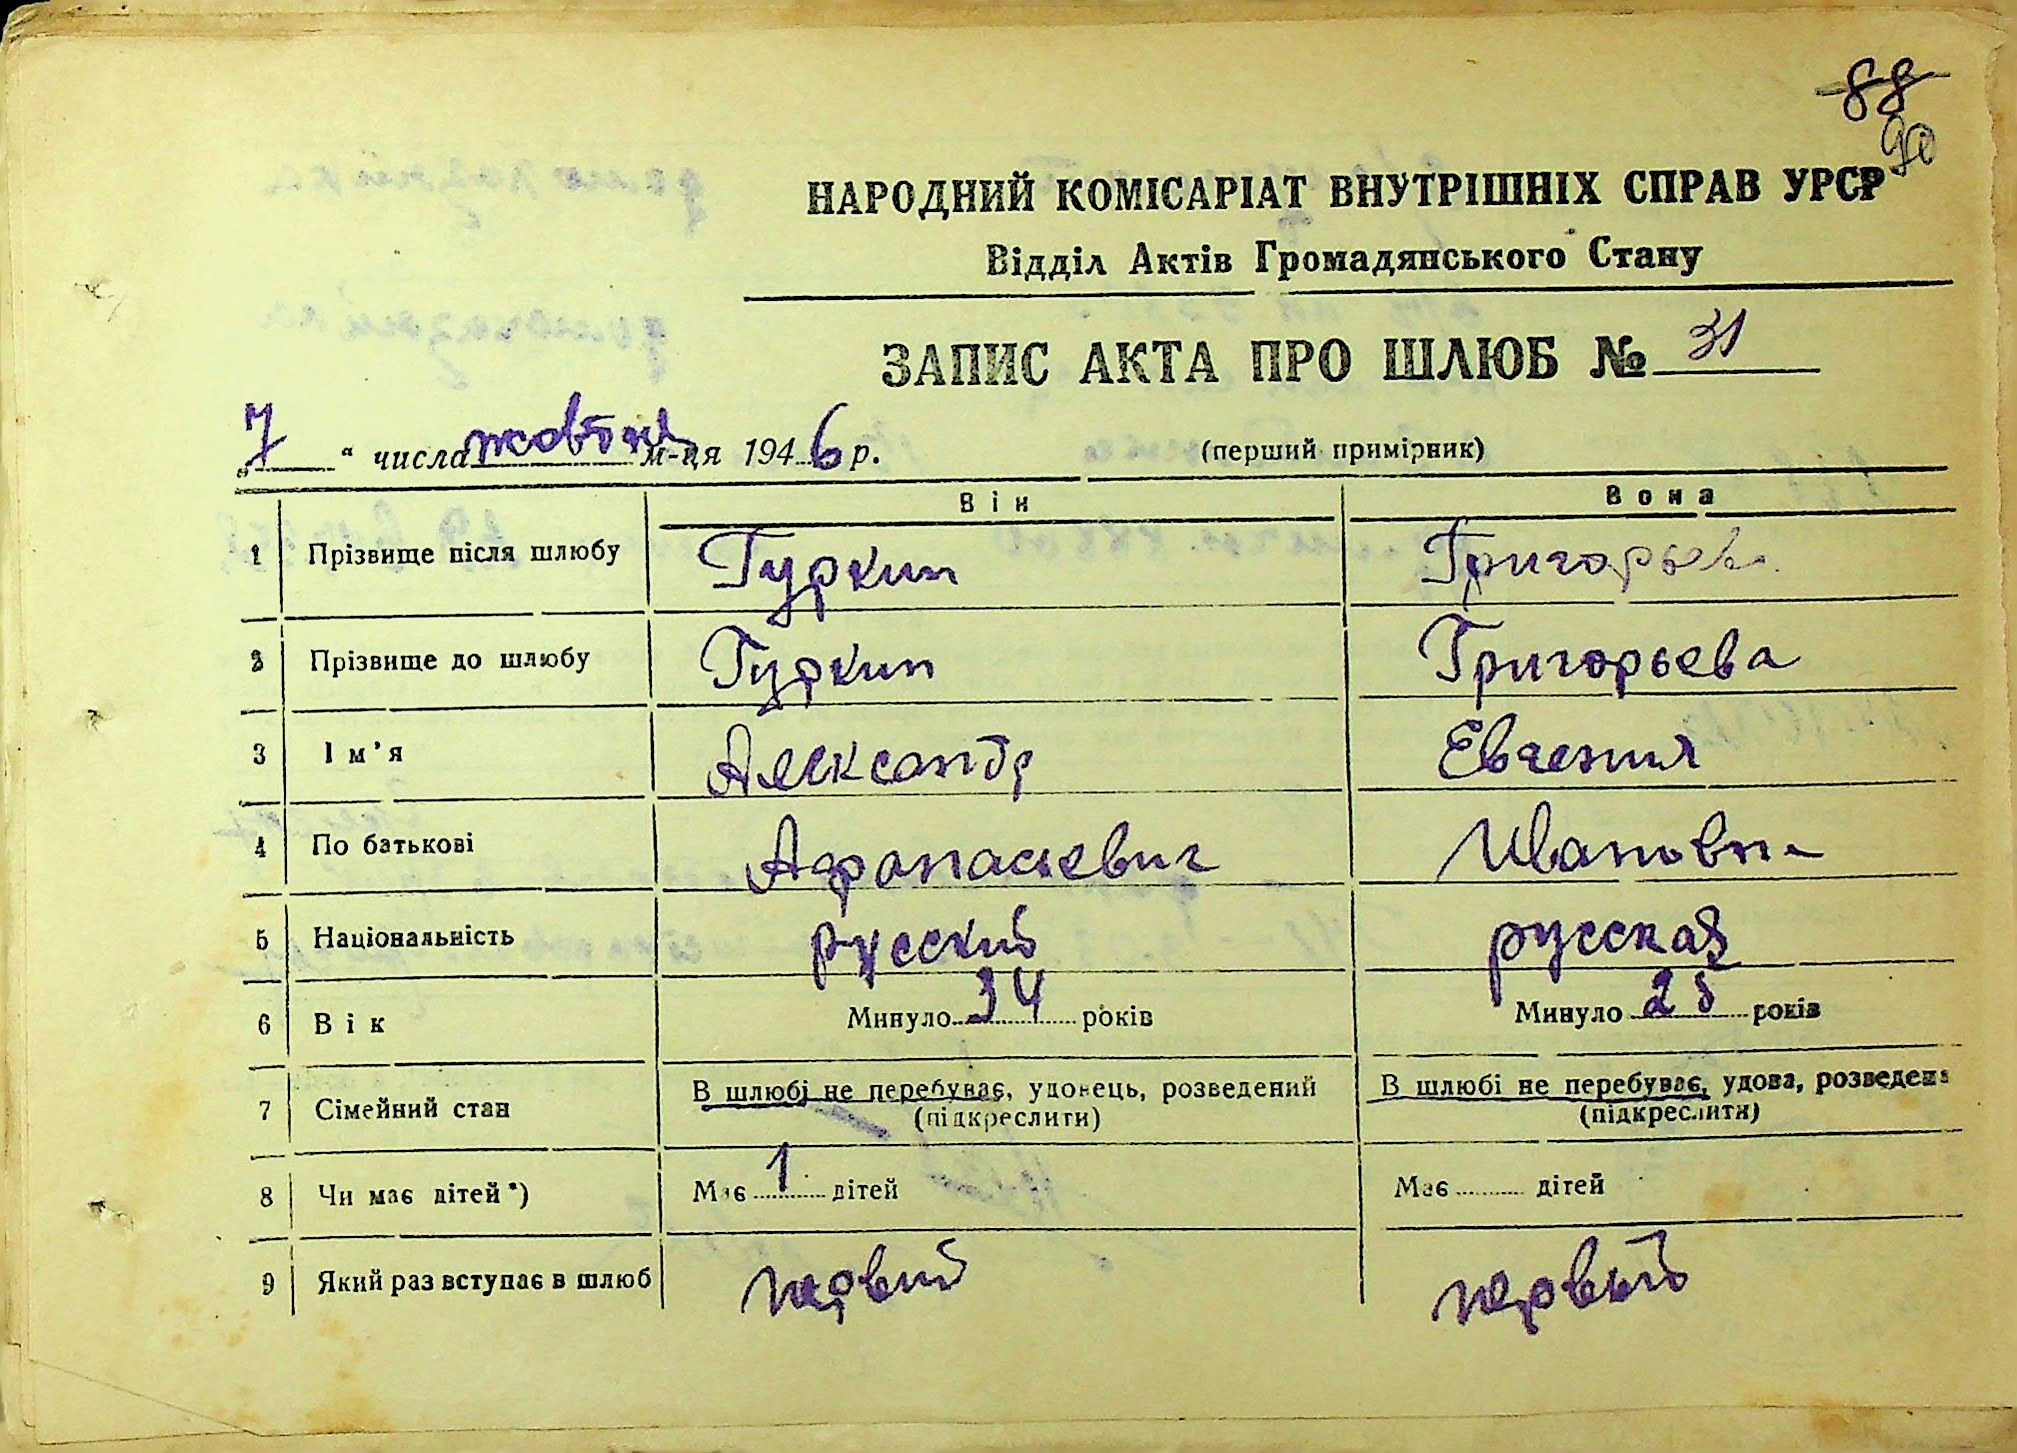 88
90
НАРОДНИЙ КОМІСАРІАТ ВНУТРІШНІХ СПРАВ УРСР
Відділ Актів Громадянського Стану
ЗАПИС АКТА ПРО ШЛЮБ № 31
„7“ числа жовтня м-ця 1946 р. (перший примірник)
Він Вона
1 Прізвище після шлюбу Гуркин Григорьева
2 Прізвище до шлюбу Гуркин Григорьева
3 Ім'я Александр Евгения
4 По батькові Афанасьевич Ивановна
5 Національність русский русская
6 Вік Минуло 34 років Минуло 25 років
7 Сімейний стан В шлюбі не перебуває, удовець, розведений В шлюбі не перебуває, удова, розведена
(підкреслити) (підкреслити)
8 Чи має дітей*) Має 1 дітей Має дітей
9 Який раз вступає в шлюб первий первый